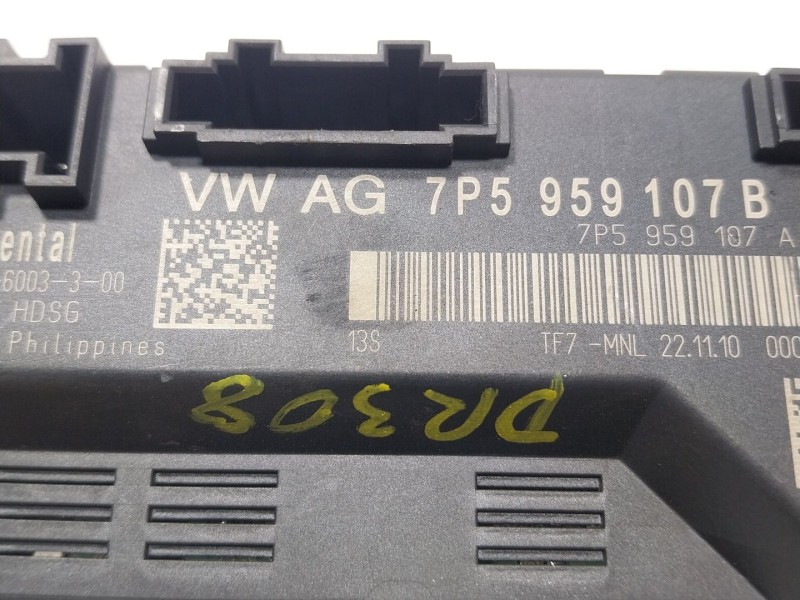 VW AG 7P5 959 107 B
7P5 959 107 A
ental
6003-3-00
HDSG
Philippines
13S TF7 -MNL 22.11.10 000
DR308